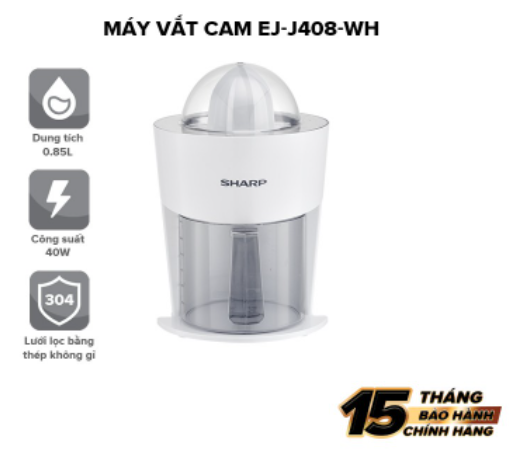 MÁY VẮT CAM EJ-J408-WH
Dung tích
0.85L
SHARP
Công suất
40W
304
Lưới lọc bằng
thép không gỉ
15 THÁNG
BẢO HÀNH
CHÍNH HÃNG